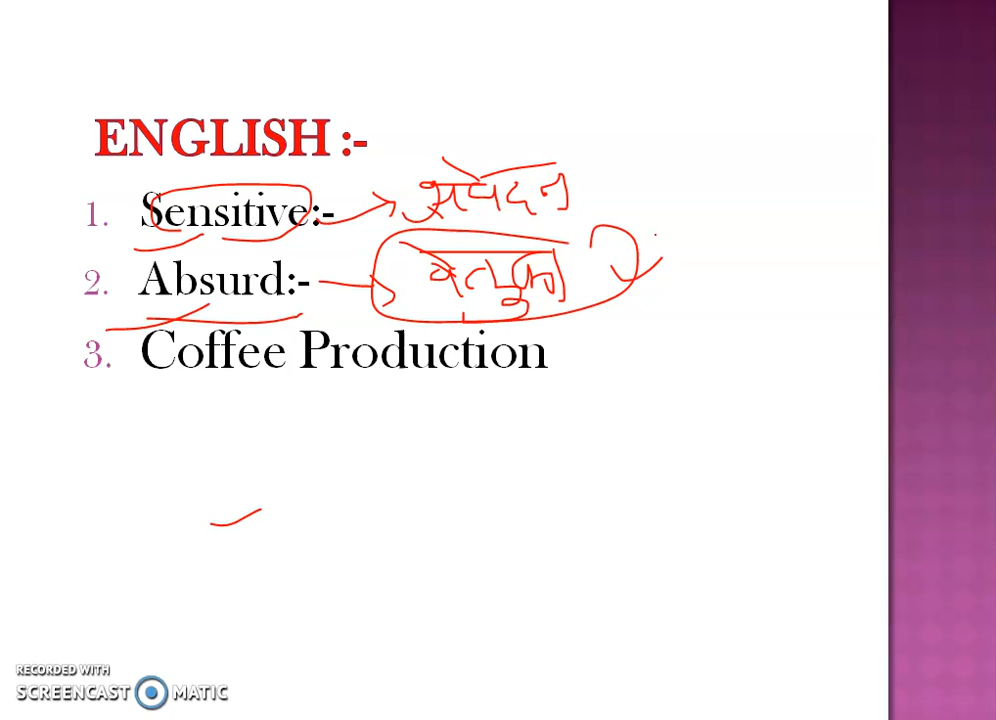 ENGLISH :-
1. Sensitive:-
2. Absurd:-
3. Coffee Production
RECORDED WITH
SCREENCAST MATIC